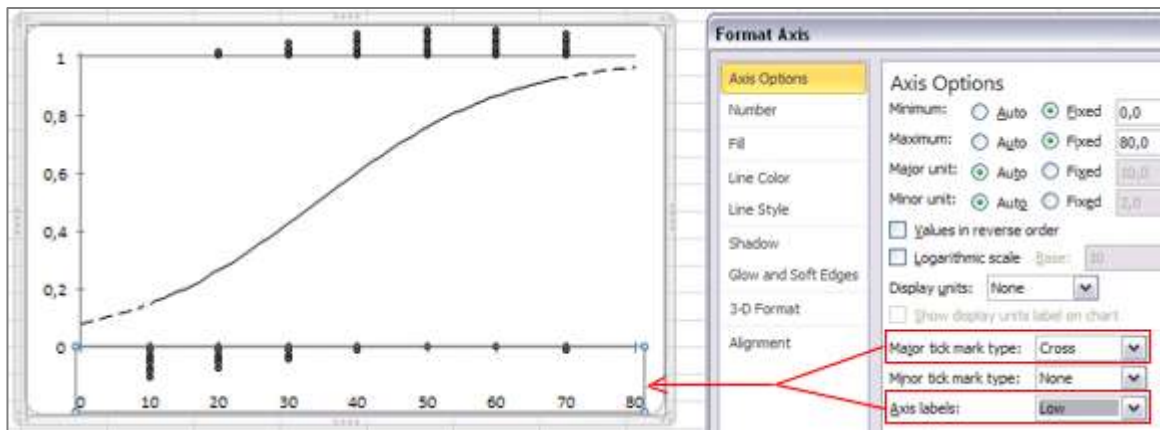 1
0,8
0,6
0,4
0,2
0
0 10 20 30 40 50 60 70 80
Format Axis
Axis Options
Number
Fill
Line Color
Line Style
Shadow
Glow and Soft Edges
3-D Format
Alignment
Axis Options
Minimum: Auto Fixed 0,0
Maximum: Auto Fixed 80,0
Major unit: Auto Fixed 10,0
Minor unit: Auto Fixed 2,0
Values in reverse order
Logarithmic scale Base: 10
Display units: None
Show display units label on chart
Major tick mark type: Cross
Minor tick mark type: None
Axis labels: Low